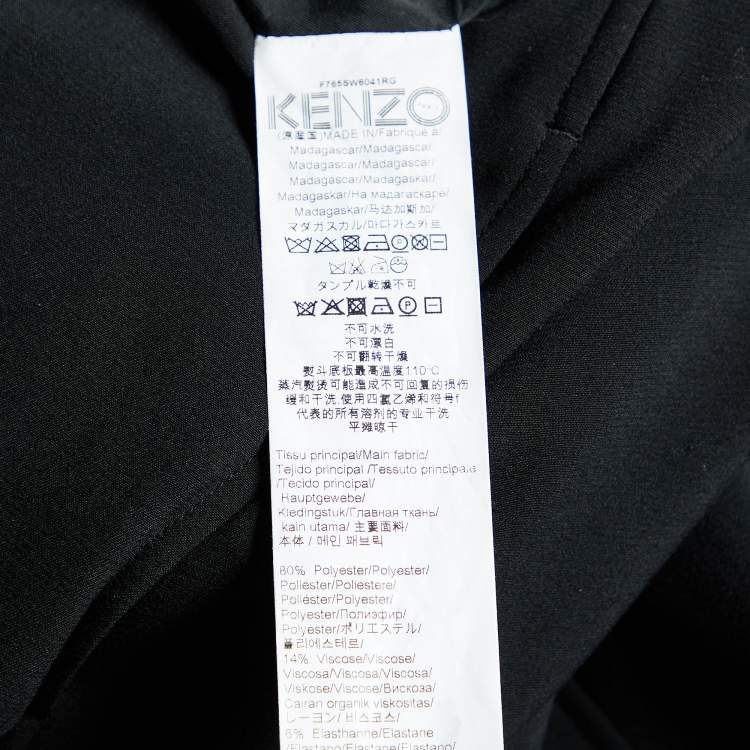 F765SW6041RG
KENZO
PARIS
(原産国)MADE IN/Fabriqué à/
Madagascar/Madagascar/
Madagascar/Madagascar/
Madagascar/Madagaskar/
Madagaskar/На мадагаскаре/
Madagaskar/马达加斯加/
マダガスカル/마다가스카르
タンブル乾燥不可
不可水洗
不可漂白
不可翻转干燥
熨斗底板最高温度110°C
蒸汽熨烫可能造成不可回复的损伤
缓和干洗.使用四氯乙烯和符号f
代表的所有溶剂的专业干洗
平摊晾干
Tissu principal/Main fabric/
Tejido principal /Tessuto principale
/Tecido principal/
Hauptgewebe/
Kledingstuk/Главная ткань/
kain utama/ 主要面料/
本体/ 메인 패브릭
80% Polyester/Polyester/
Poliéster/Poliestere/
Poliéster/Polyester/
Polyester/Полиэфир/
Polyester/ポリエステル/
폴리에스테르/
14% Viscose/Viscose/
Viscosa/Viscosa/Viscosa/
Viskose/Viscose/Вискоза/
Cairan organik viskositas/
レーヨン/ 비스코스/
6% Elasthanne/Elastane
/Elastano/Elastan/Elastane